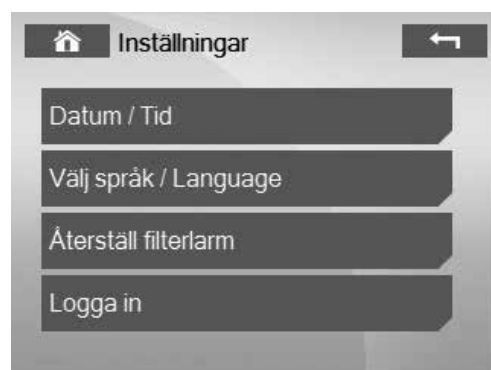 Inställningar
Datum / Tid
Välj språk / Language
Återställ filterlarm
Logga in